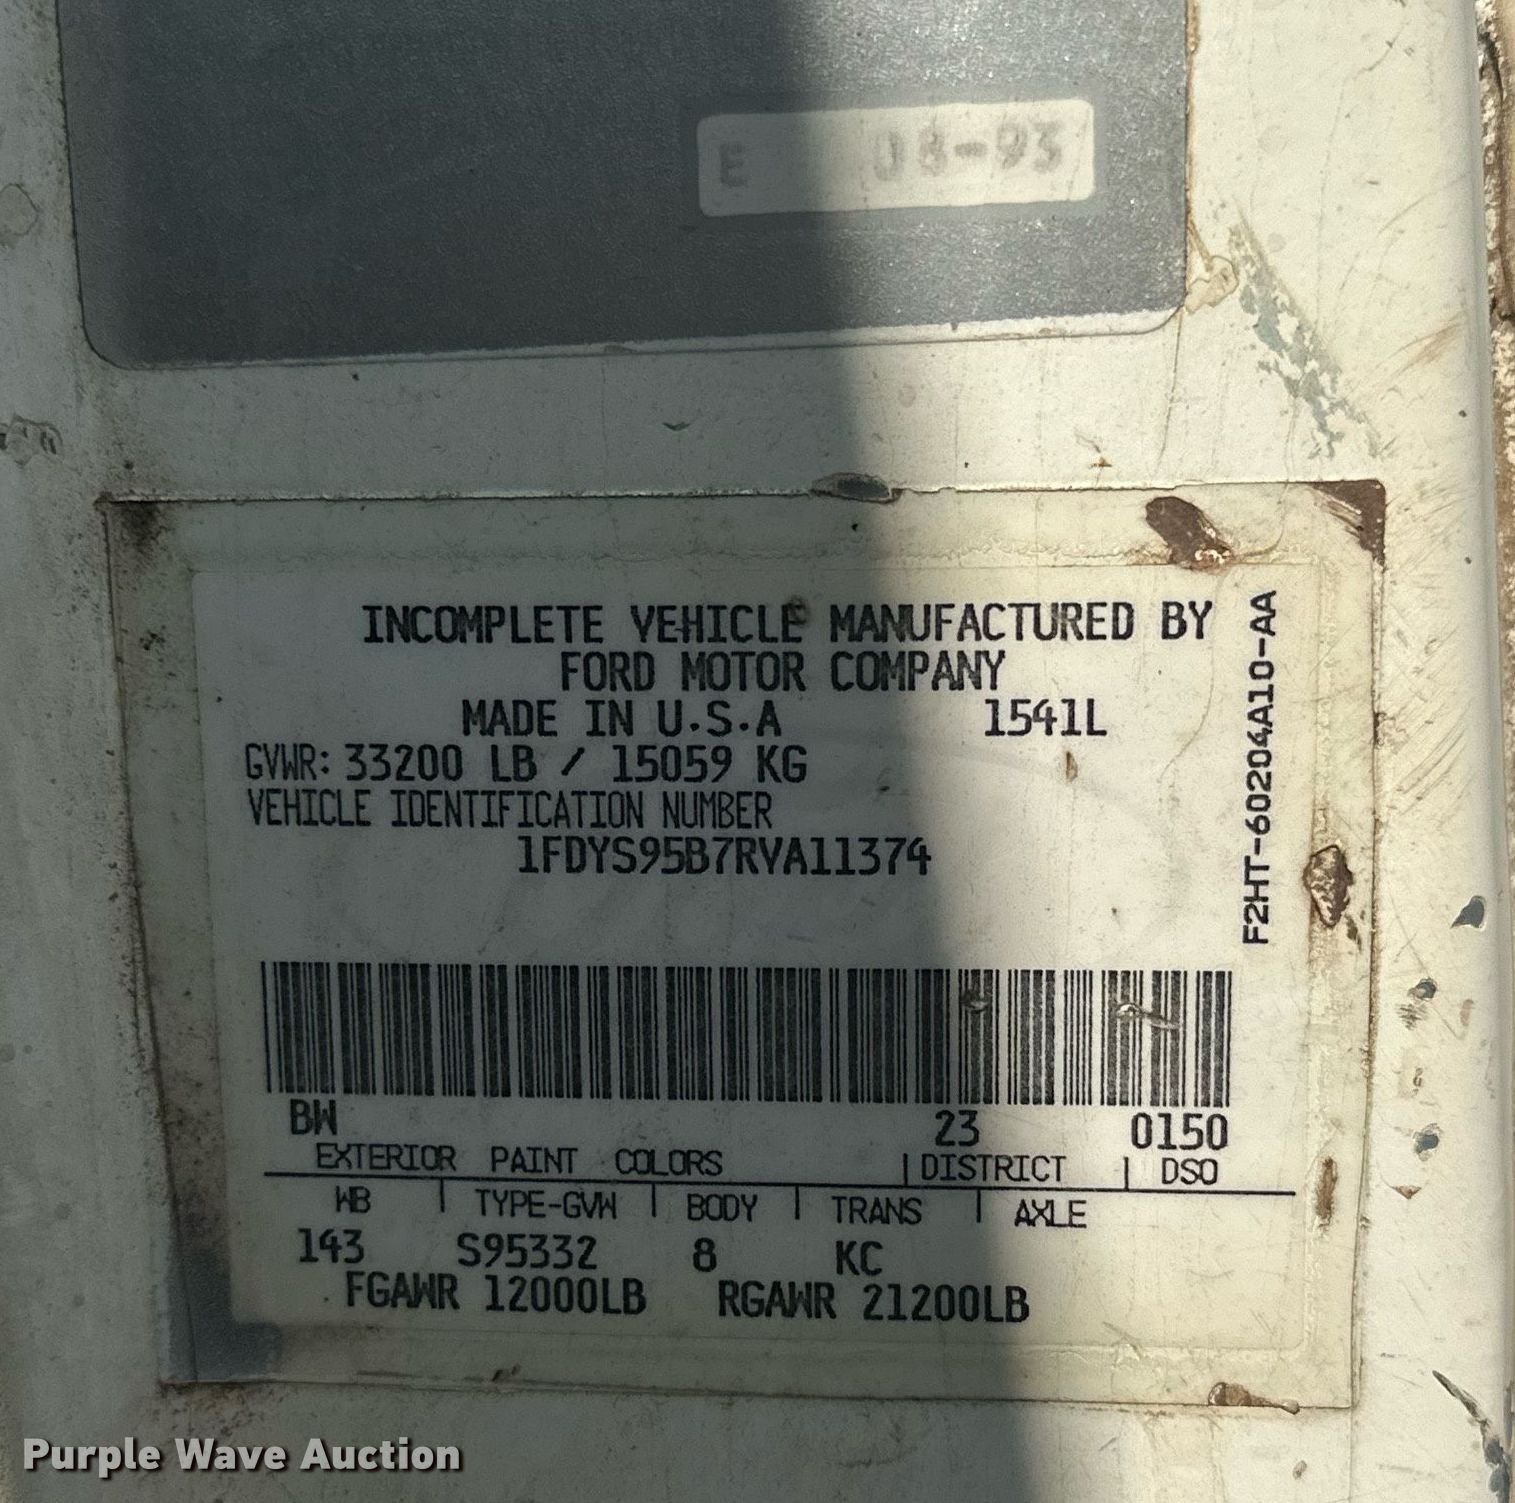 E 08-93
INCOMPLETE VEHICLE MANUFACTURED BY
FORD MOTOR COMPANY
MADE IN U.S.A 1541L
GVWR: 33200 LB / 15059 KG
VEHICLE IDENTIFICATION NUMBER
1FDYS95B7RVA11374
F2HT-60204A10-AA
BW 23 0150
EXTERIOR PAINT COLORS | DISTRICT | DSO
WB | TYPE-GVW | BODY | TRANS | AXLE
143 S95332 8 KC
FGAWR 12000LB RGAWR 21200LB
Purple Wave Auction